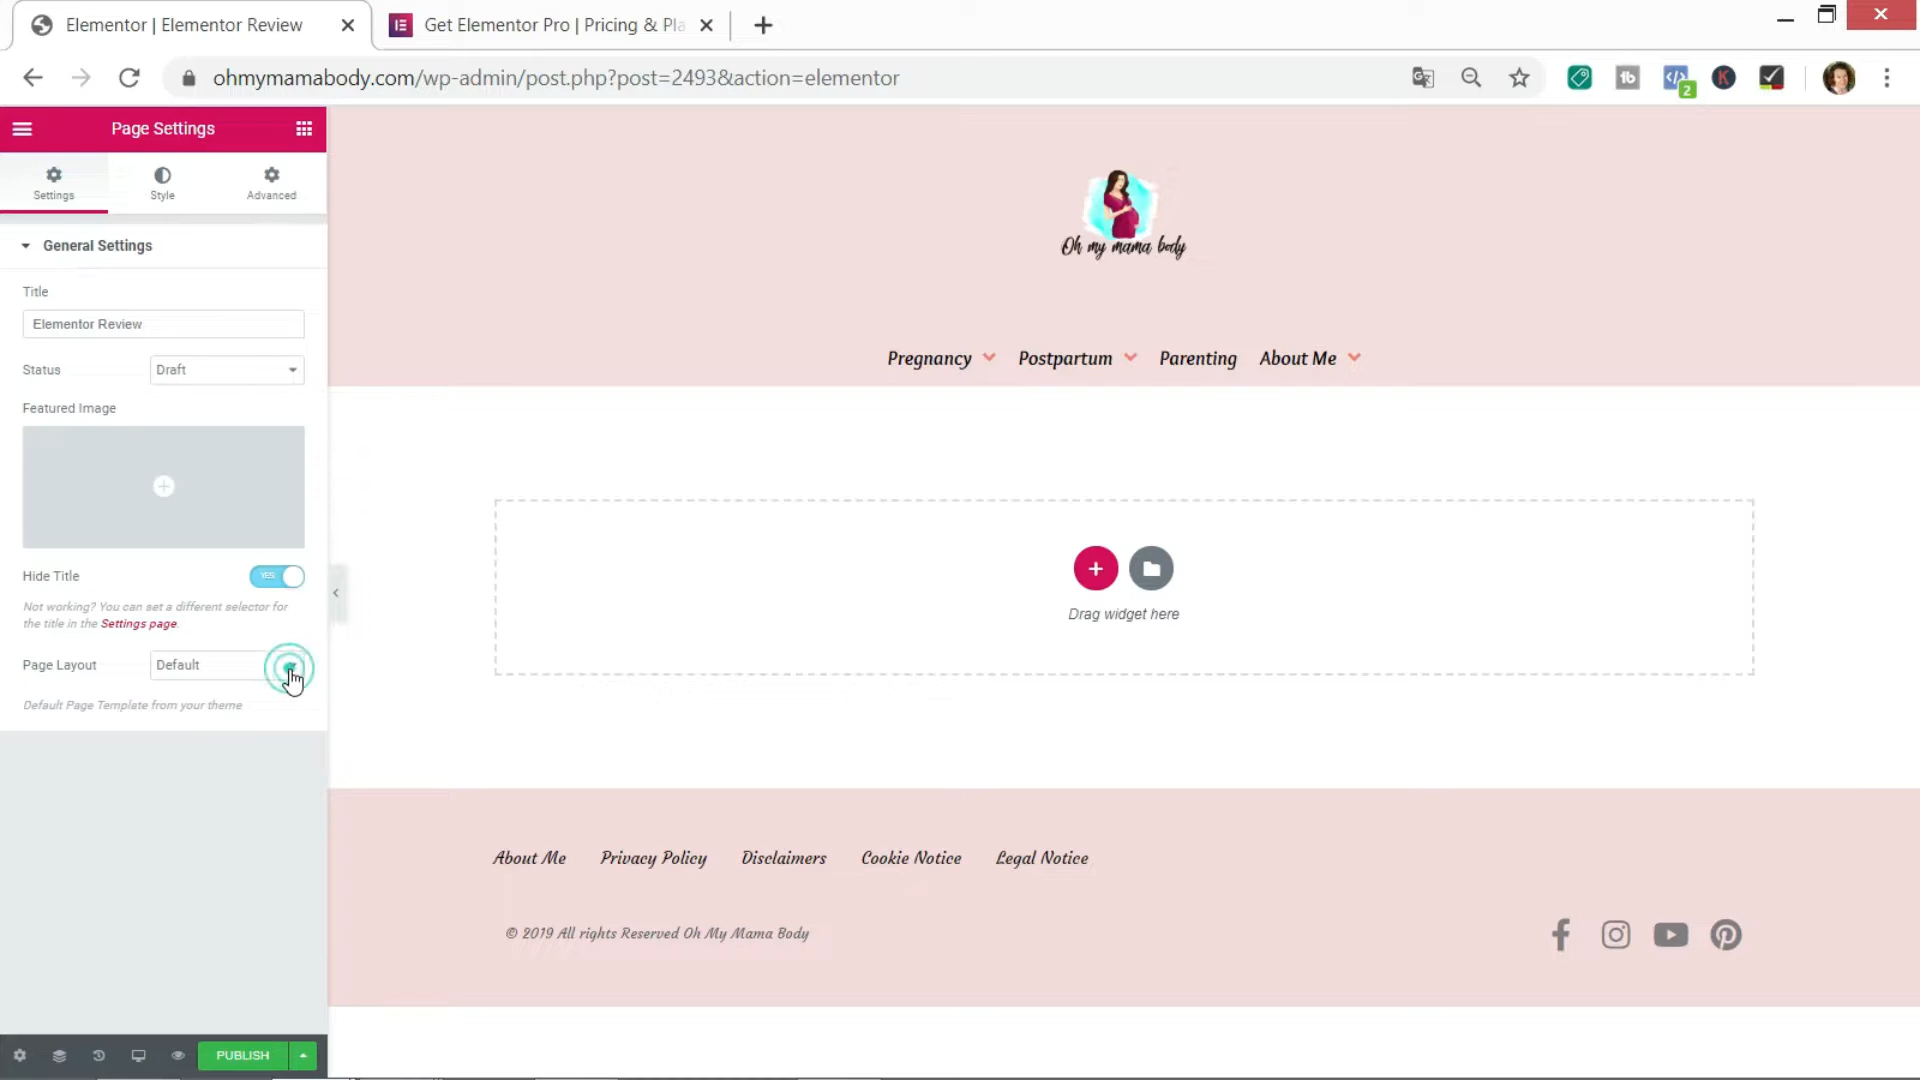 Elementor | Elementor Review
Get Elementor Pro | Pricing & Pla
ohmymamabody.com/wp-admin/post.php?post=2493&action=elementor
tb
</>
2
K
Page Settings
Settings
Style
Advanced
General Settings
Title
Elementor Review
Status
Draft
Featured Image
Hide Title
YES
Not working? You can set a different selector for
the title in the Settings page.
Page Layout
Default
Default Page Template from your theme
PUBLISH
Oh my mama body
Pregnancy
Postpartum
Parenting
About Me
Drag widget here
About Me
Privacy Policy
Disclaimers
Cookie Notice
Legal Notice
© 2019 All rights Reserved Oh My Mama Body